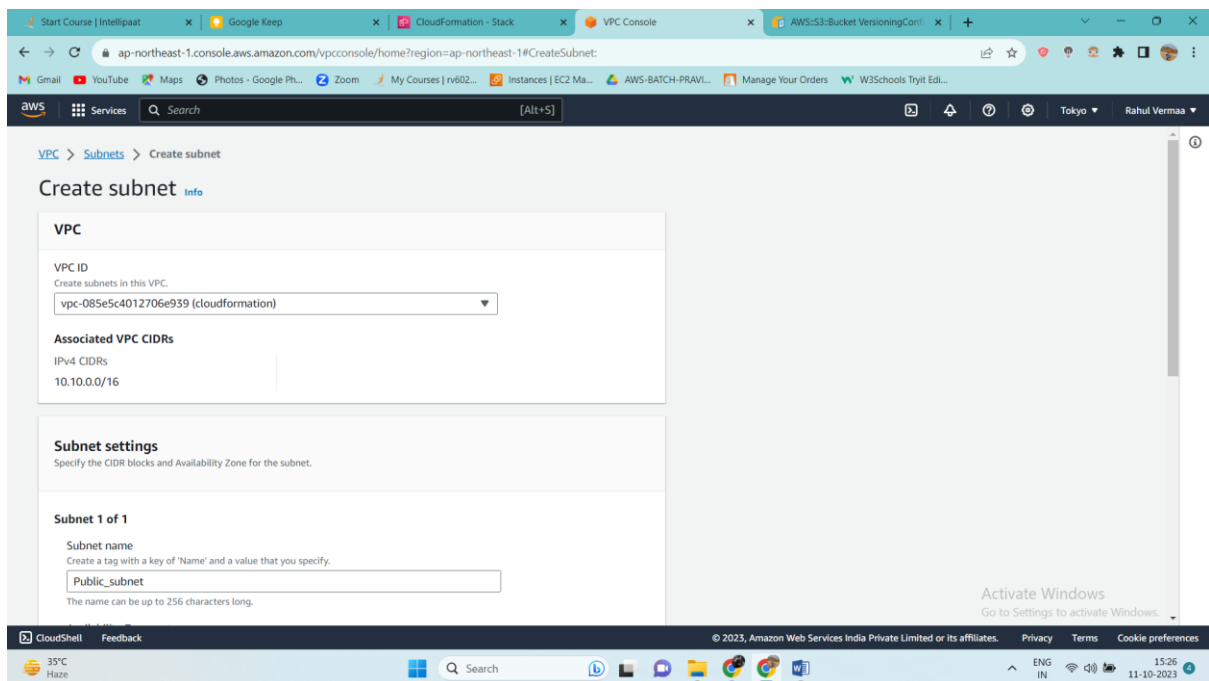 Start Course | Intellipaat
Google Keep
CloudFormation - Stack
VPC Console
AWS::S3::Bucket VersioningConfi
ap-northeast-1.console.aws.amazon.com/vpcconsole/home?region=ap-northeast-1#CreateSubnet:
Gmail YouTube Maps Photos - Google Ph... Zoom My Courses | rv602... Instances | EC2 Ma... AWS-BATCH-PRAVI... Manage Your Orders W3Schools Tryit Edi...
aws Services Search [Alt+S] Tokyo Rahul Vermaa
VPC > Subnets > Create subnet
Create subnet Info
VPC
VPC ID
Create subnets in this VPC.
vpc-085e5c4012706e939 (cloudformation)
Associated VPC CIDRs
IPv4 CIDRs
10.10.0.0/16
Subnet settings
Specify the CIDR blocks and Availability Zone for the subnet.
Subnet 1 of 1
Subnet name
Create a tag with a key of 'Name' and a value that you specify.
Public_subnet
The name can be up to 256 characters long.
Activate Windows
Go to Settings to activate Windows.
CloudShell Feedback © 2023, Amazon Web Services India Private Limited or its affiliates. Privacy Terms Cookie preferences
35°C
Haze
Search
ENG
IN
15:26
11-10-2023
4